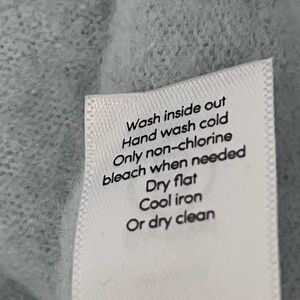 Wash inside out
Hand wash cold
Only non-chlorine
bleach when needed
Dry flat
Cool iron
Or dry clean